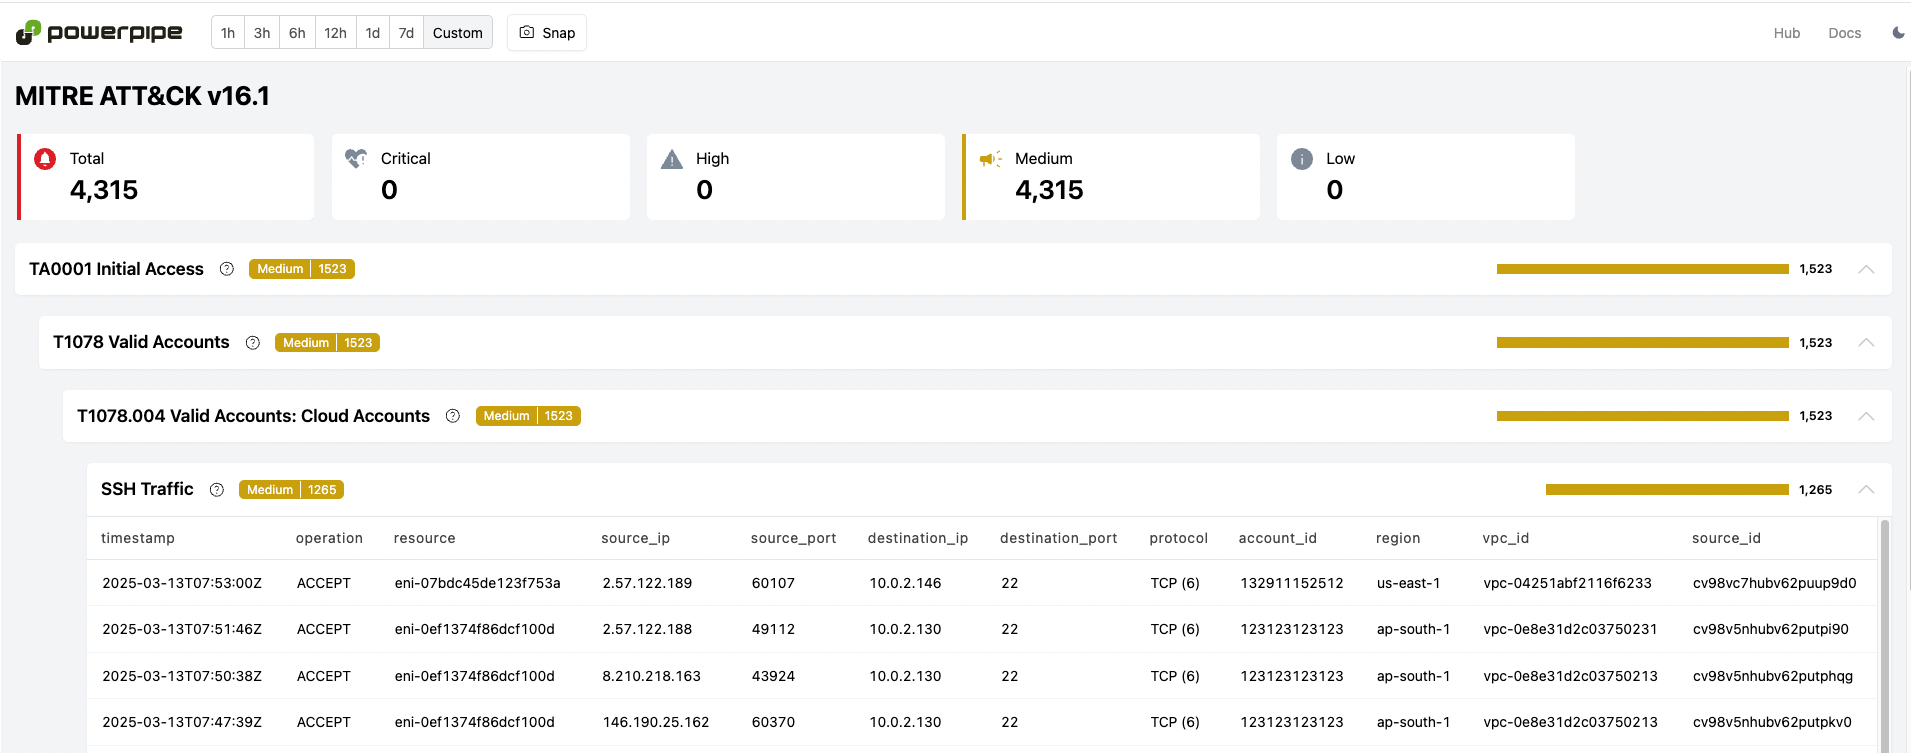 powerpipe 1h 3h 6h 12h 1d 7d Custom Snap Hub Docs
MITRE ATT&CK v16.1
Total Critical High Medium Low
4,315 0 0 4,315 0
TA0001 Initial Access Medium 1523 1,523
T1078 Valid Accounts Medium 1523 1,523
T1078.004 Valid Accounts: Cloud Accounts Medium 1523 1,523
SSH Traffic Medium 1265 1,265
timestamp operation resource source_ip source_port destination_ip destination_port protocol account_id region vpc_id source_id
2025-03-13T07:53:00Z ACCEPT eni-07bdc45de123f753a 2.57.122.189 60107 10.0.2.146 22 TCP (6) 132911152512 us-east-1 vpc-04251abf2116f6233 cv98vc7hubv62puup9d0
2025-03-13T07:51:46Z ACCEPT eni-0ef1374f86dcf100d 2.57.122.188 49112 10.0.2.130 22 TCP (6) 123123123123 ap-south-1 vpc-0e8e31d2c03750231 cv98v5nhubv62putpi90
2025-03-13T07:50:38Z ACCEPT eni-0ef1374f86dcf100d 8.210.218.163 43924 10.0.2.130 22 TCP (6) 123123123123 ap-south-1 vpc-0e8e31d2c03750213 cv98v5nhubv62putphqg
2025-03-13T07:47:39Z ACCEPT eni-0ef1374f86dcf100d 146.190.25.162 60370 10.0.2.130 22 TCP (6) 123123123123 ap-south-1 vpc-0e8e31d2c03750213 cv98v5nhubv62putpkv0